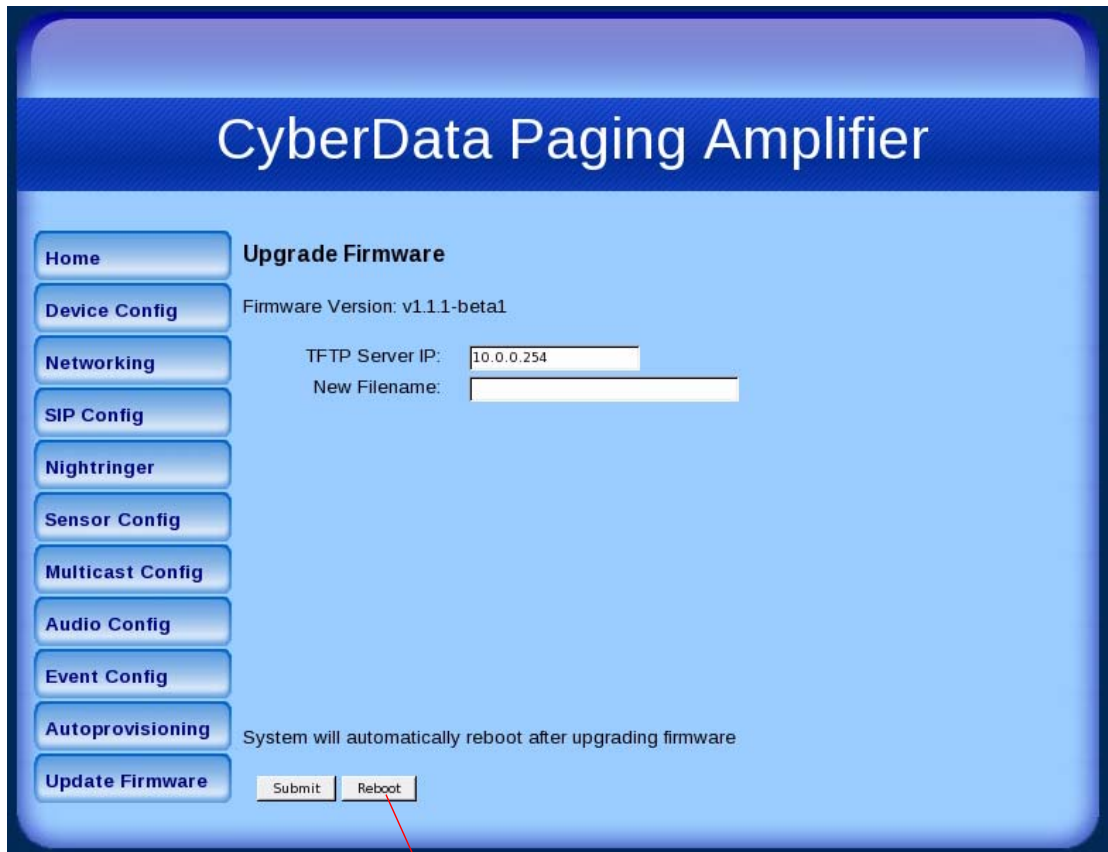 CyberData Paging Amplifier
Home
Device Config
Networking
SIP Config
Nightringer
Sensor Config
Multicast Config
Audio Config
Event Config
Autoprovisioning
Update Firmware
Upgrade Firmware
Firmware Version: v1.1.1-beta1
TFTP Server IP: 10.0.0.254
New Filename:
System will automatically reboot after upgrading firmware
Submit Reboot